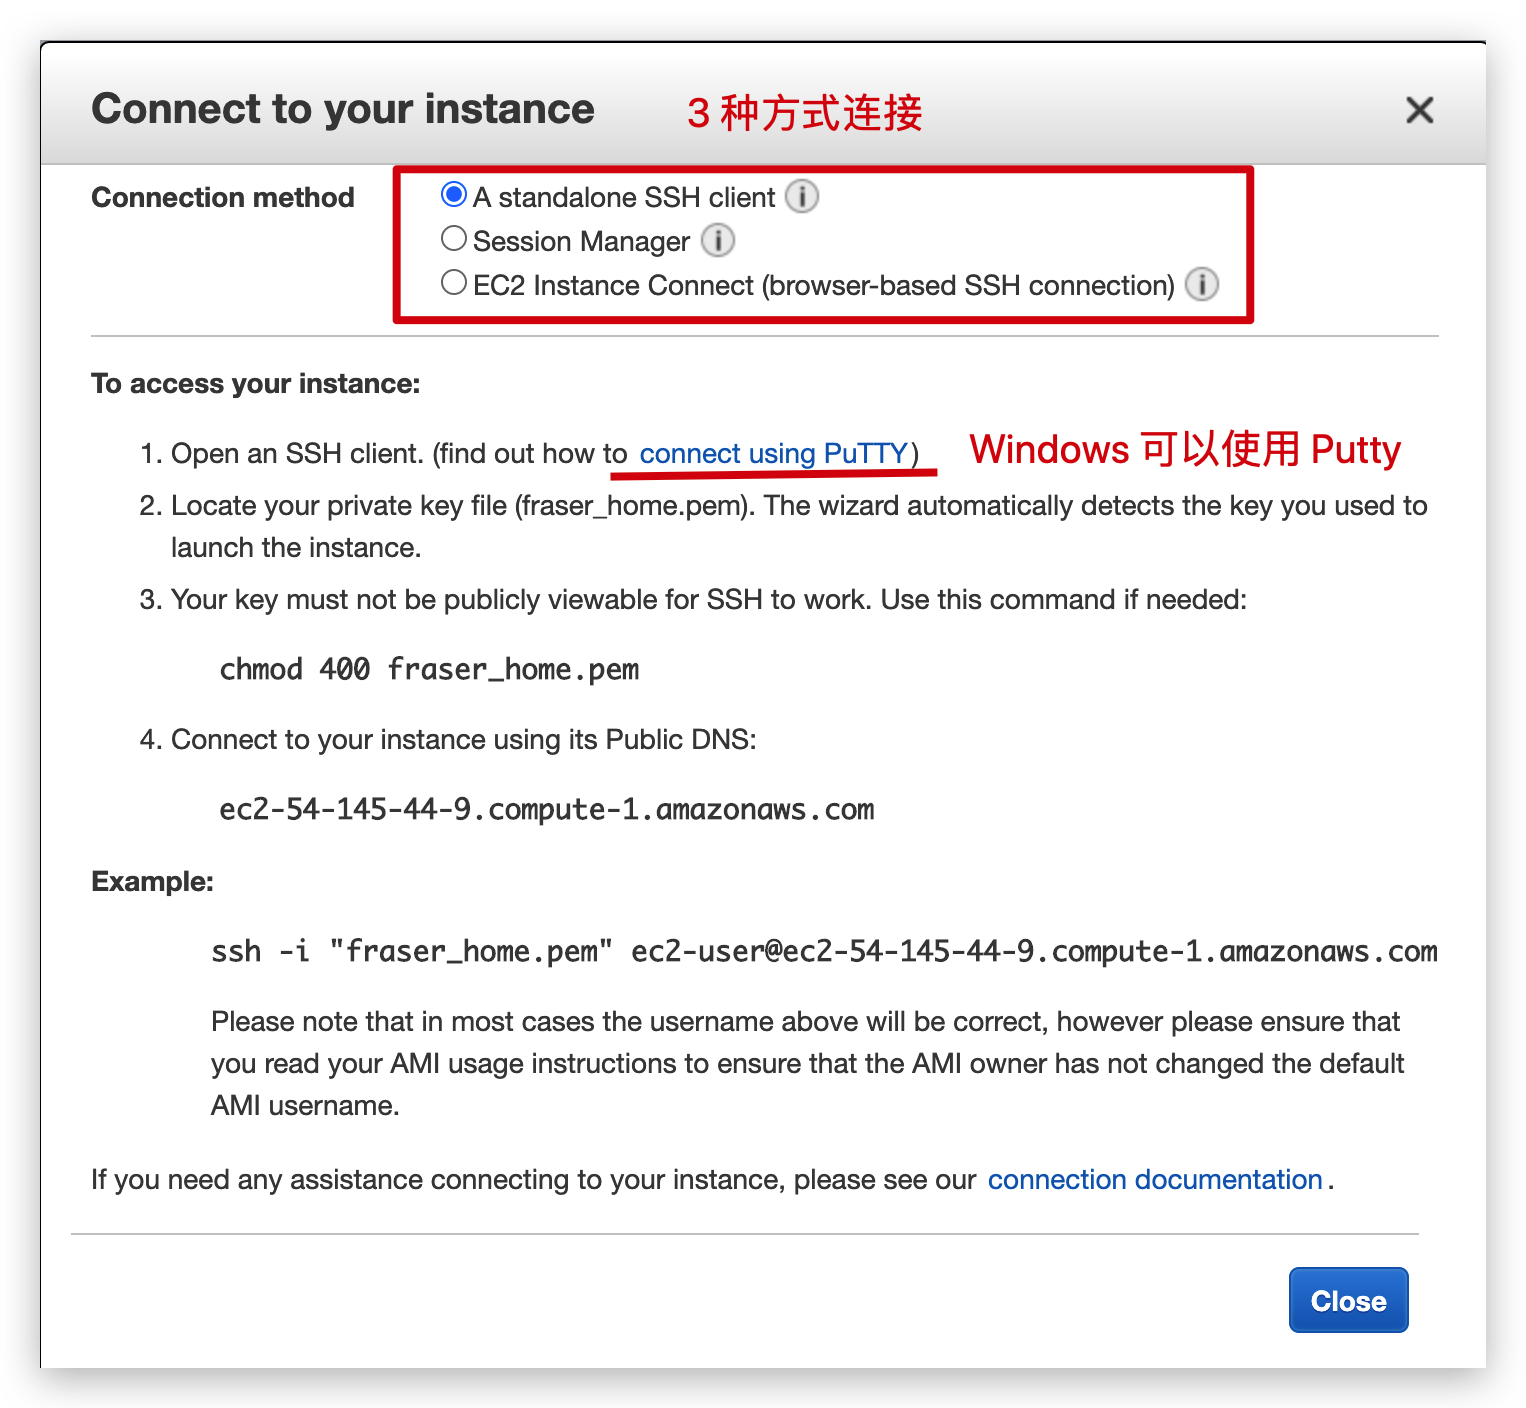 Connect to your instance 3 种方式连接
Connection method
A standalone SSH client i
Session Manager i
EC2 Instance Connect (browser-based SSH connection) i
To access your instance:
1. Open an SSH client. (find out how to connect using PuTTY) Windows 可以使用 Putty
2. Locate your private key file (fraser_home.pem). The wizard automatically detects the key you used to
launch the instance.
3. Your key must not be publicly viewable for SSH to work. Use this command if needed:
chmod 400 fraser_home.pem
4. Connect to your instance using its Public DNS:
ec2-54-145-44-9.compute-1.amazonaws.com
Example:
ssh -i "fraser_home.pem" ec2-user@ec2-54-145-44-9.compute-1.amazonaws.com
Please note that in most cases the username above will be correct, however please ensure that
you read your AMI usage instructions to ensure that the AMI owner has not changed the default
AMI username.
If you need any assistance connecting to your instance, please see our connection documentation .
Close